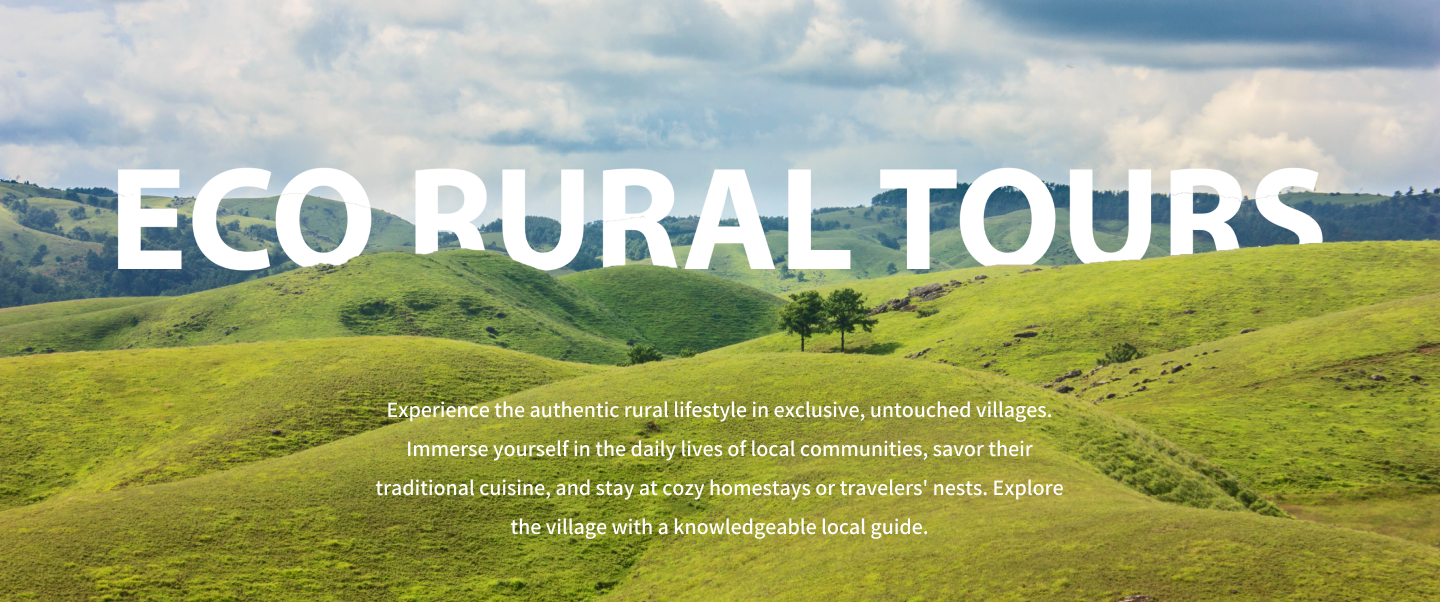 ECO RURAL TOURS
Experience the authentic rural lifestyle in exclusive, untouched villages.
Immerse yourself in the daily lives of local communities, savor their
traditional cuisine, and stay at cozy homestays or travelers' nests. Explore
the village with a knowledgeable local guide.